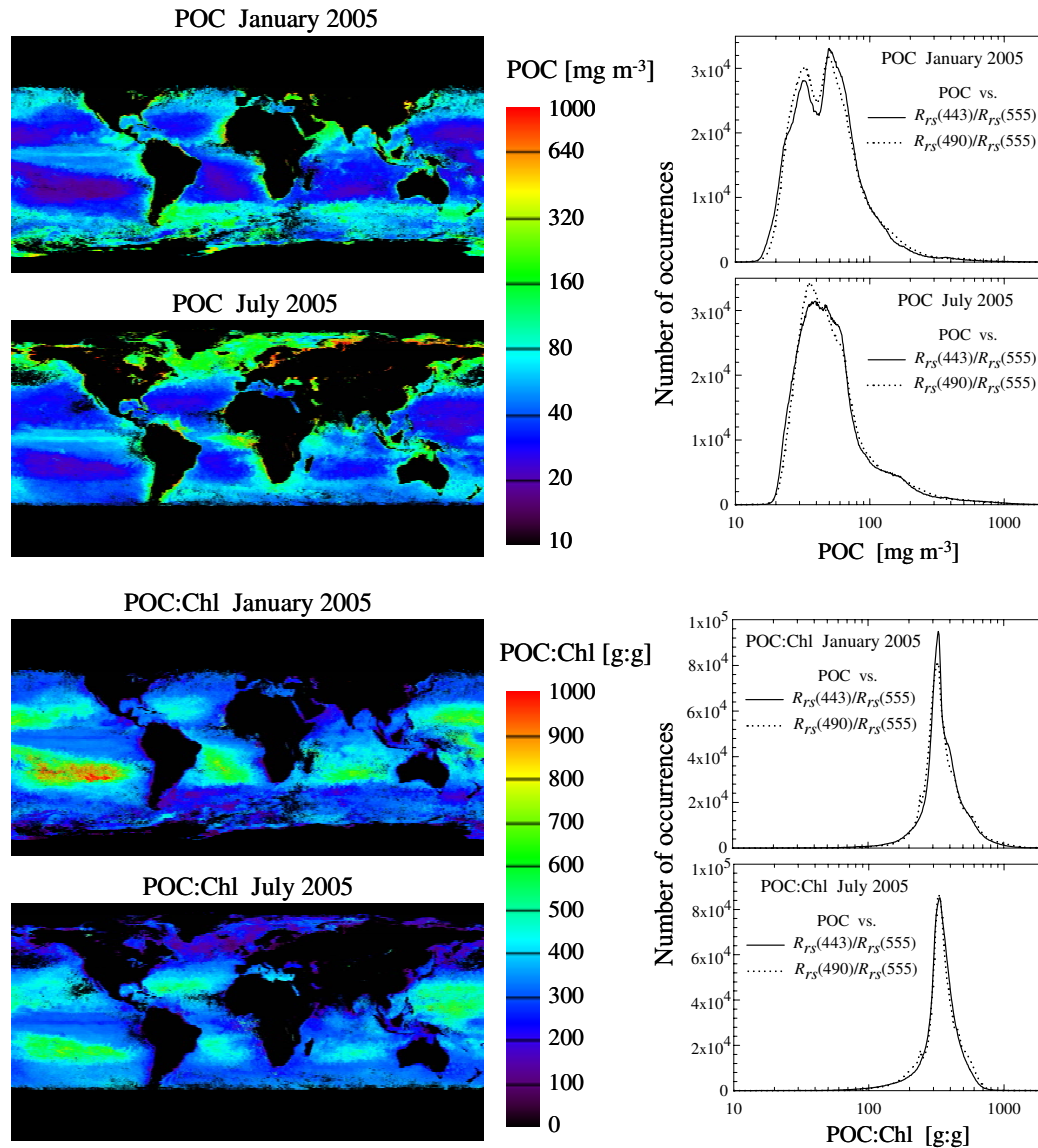 POC January 2005
POC [mg m-3]
1000
640
320
160
80
40
20
10
POC July 2005
Number of occurrences
3x10⁴
2x10⁴
1x10⁴
0
POC January 2005
POC vs.
Rrs(443)/Rrs(555)
Rrs(490)/Rrs(555)
3x10⁴
2x10⁴
1x10⁴
0
POC July 2005
POC vs.
Rrs(443)/Rrs(555)
Rrs(490)/Rrs(555)
10
100
1000
POC [mg m-3]
POC:Chl January 2005
POC:Chl [g:g]
1000
900
800
700
600
500
400
300
200
100
0
POC:Chl July 2005
Number of occurrences
1x10⁵
8x10⁴
6x10⁴
4x10⁴
2x10⁴
0
POC:Chl January 2005
POC vs.
Rrs(443)/Rrs(555)
Rrs(490)/Rrs(555)
1x10⁵
8x10⁴
6x10⁴
4x10⁴
2x10⁴
0
POC:Chl July 2005
POC vs.
Rrs(443)/Rrs(555)
Rrs(490)/Rrs(555)
10
100
1000
POC:Chl [g:g]